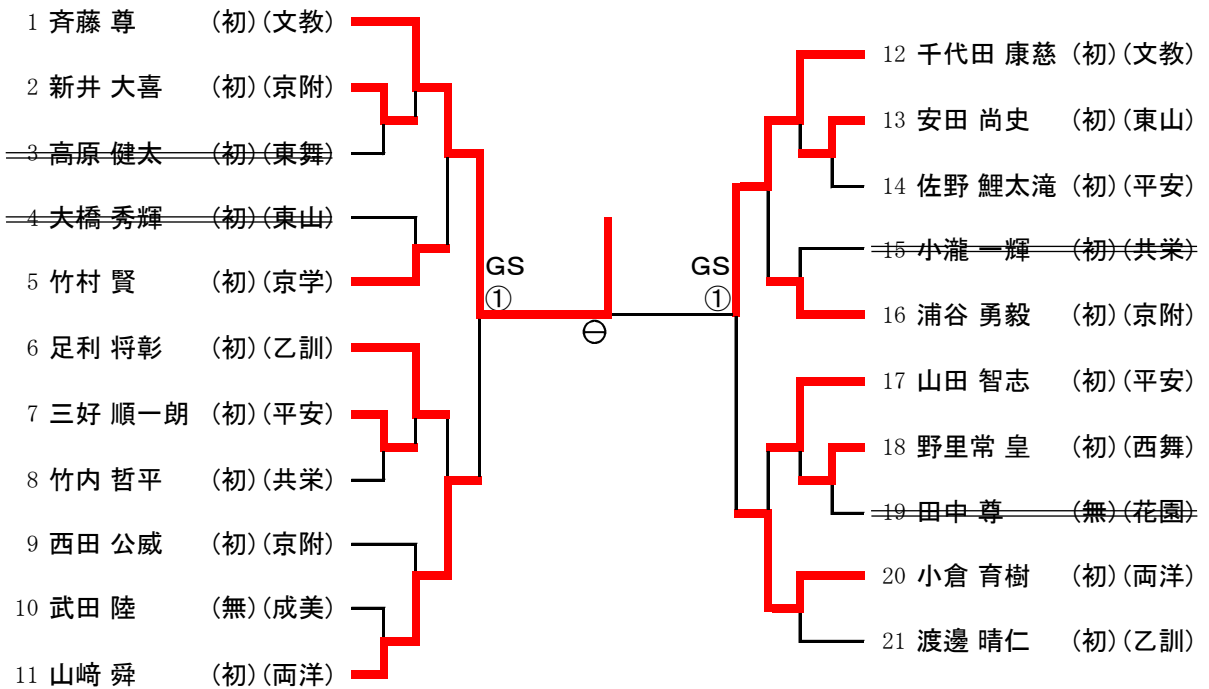 1 斉藤 尊 (初)(文教)
2 新井 大喜 (初)(京附)
3 高原 健太 (初)(東舞)
4 大橋 秀輝 (初)(東山)
5 竹村 賢 (初)(京学)
6 足利 将彰 (初)(乙訓)
7 三好 順一朗 (初)(平安)
8 竹内 哲平 (初)(共栄)
9 西田 公威 (初)(京附)
10 武田 陸 (無)(成美)
11 山﨑 舜 (初)(両洋)
GS
①
⊖
GS
①
12 千代田 康慈 (初)(文教)
13 安田 尚史 (初)(東山)
14 佐野 鯉太滝 (初)(平安)
15 小瀧 一輝 (初)(共栄)
16 浦谷 勇毅 (初)(京附)
17 山田 智志 (初)(平安)
18 野里常 皇 (初)(西舞)
19 田中 尊 (無)(花園)
20 小倉 育樹 (初)(両洋)
21 渡邊 晴仁 (初)(乙訓)